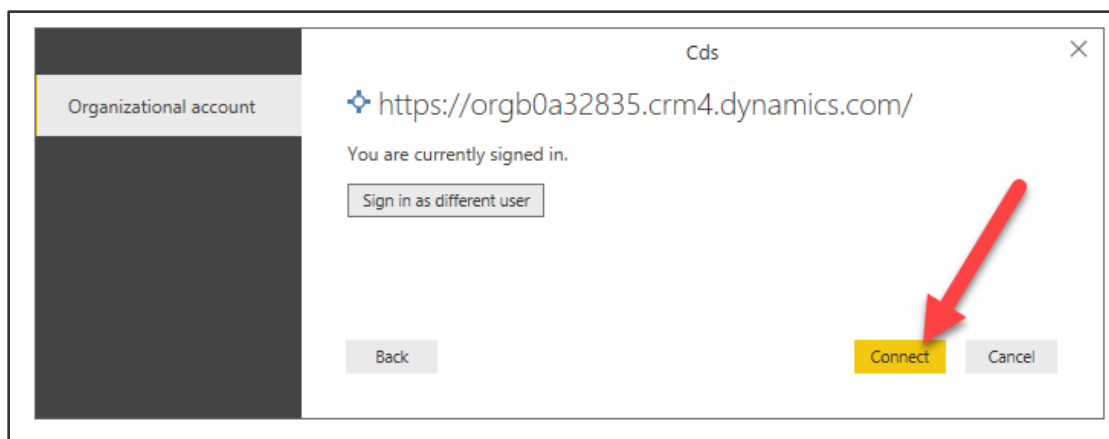 Cds
Organizational account
https://orgb0a32835.crm4.dynamics.com/
You are currently signed in.
Sign in as different user
Back
Connect
Cancel